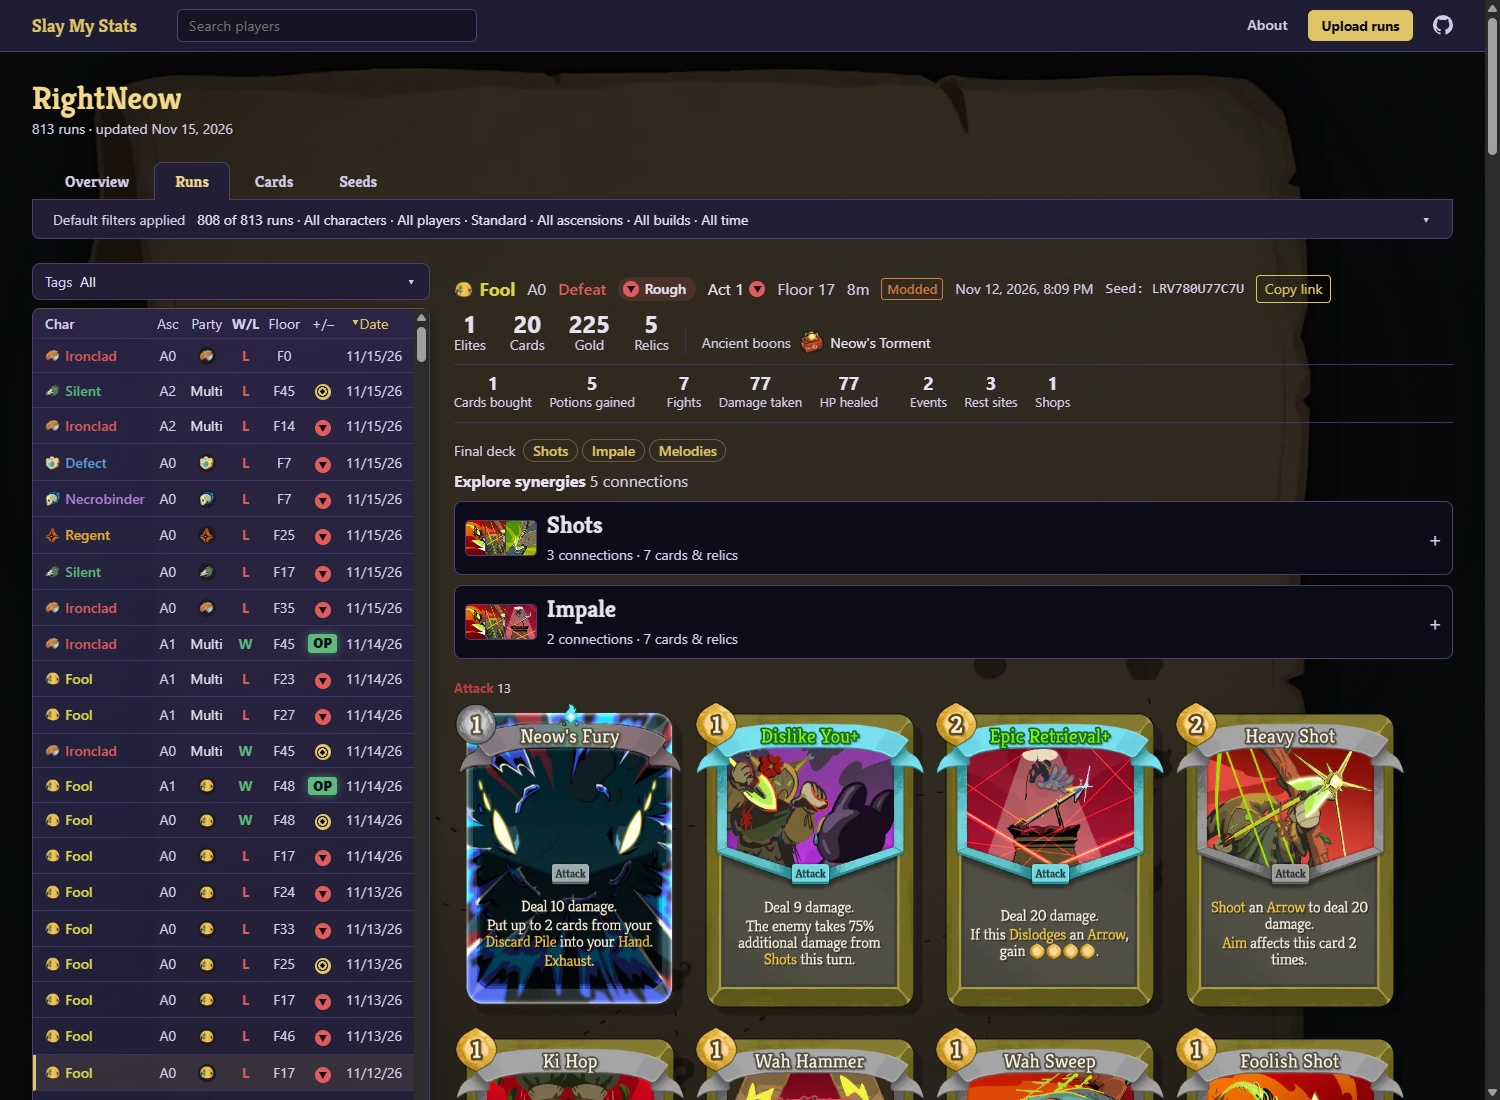 Slay My Stats
Search players
About
Upload runs
RightNeow
813 runs · updated Nov 15, 2026
Overview Runs Cards Seeds
Default filters applied 808 of 813 runs · All characters · All players · Standard · All ascensions · All builds · All time
Tags All
Char Asc Party W/L Floor +/– Date
Ironclad A0 L F0 11/15/26
Silent A2 Multi L F45 11/15/26
Ironclad A2 Multi L F14 11/15/26
Defect A0 L F7 11/15/26
Necrobinder A0 L F7 11/15/26
Regent A0 L F25 11/15/26
Silent A0 L F17 11/15/26
Ironclad A0 L F35 11/15/26
Ironclad A1 Multi W F45 OP 11/14/26
Fool A1 Multi L F23 11/14/26
Fool A1 Multi L F27 11/14/26
Ironclad A0 Multi W F45 11/14/26
Fool A1 W F48 OP 11/14/26
Fool A0 W F48 11/14/26
Fool A0 L F17 11/14/26
Fool A0 L F24 11/13/26
Fool A0 L F33 11/13/26
Fool A0 L F25 11/13/26
Fool A0 L F17 11/13/26
Fool A0 L F46 11/13/26
Fool A0 L F17 11/12/26
Fool A0 Defeat Rough Act 1 Floor 17 8m Modded Nov 12, 2026, 8:09 PM Seed: LRV780U77C7U Copy link
1 20 225 5
Elites Cards Gold Relics Ancient boons Neow's Torment
1 5 7 77 77 2 3 1
Cards bought Potions gained Fights Damage taken HP healed Events Rest sites Shops
Final deck Shots Impale Melodies
Explore synergies 5 connections
Shots
3 connections · 7 cards & relics
+
Impale
2 connections · 7 cards & relics
+
Attack 13
1
Neow's Fury
Attack
Deal 10 damage.
Put up to 2 cards from your
Discard Pile into your Hand.
Exhaust.
1
Dislike You+
Attack
Deal 9 damage.
The enemy takes 75%
additional damage from
Shots this turn.
2
Epic Retrieval+
Attack
Deal 20 damage.
If this Dislodges an Arrow,
gain .
2
Heavy Shot
Attack
Shoot an Arrow to deal 20
damage.
Aim affects this card 2
times.
1
Ki Hop
1
Wah Hammer
1
Wah Sweep
1
Foolish Shot